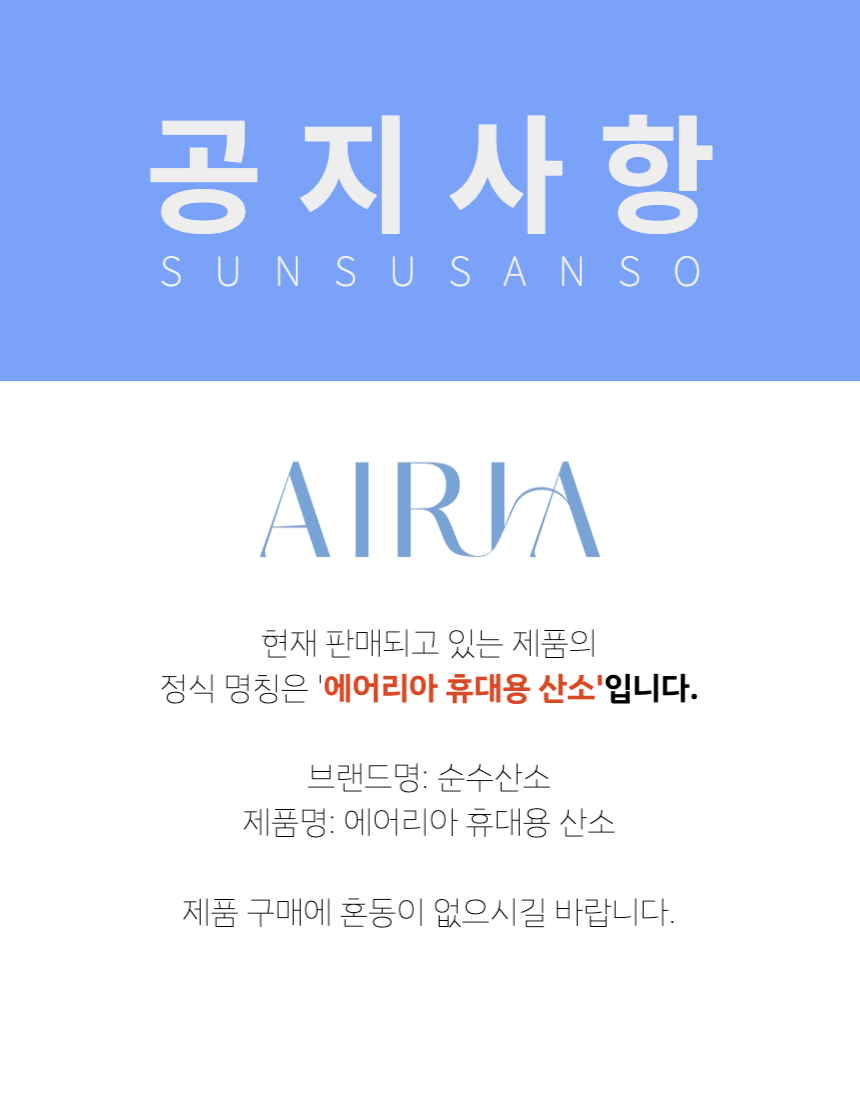 공지사항
SUNSUSANSO
AIRIA
현재 판매되고 있는 제품의
정식 명칭은 '에어리아 휴대용 산소'입니다.
브랜드명: 순수산소
제품명: 에어리아 휴대용 산소
제품 구매에 혼동이 없으시길 바랍니다.